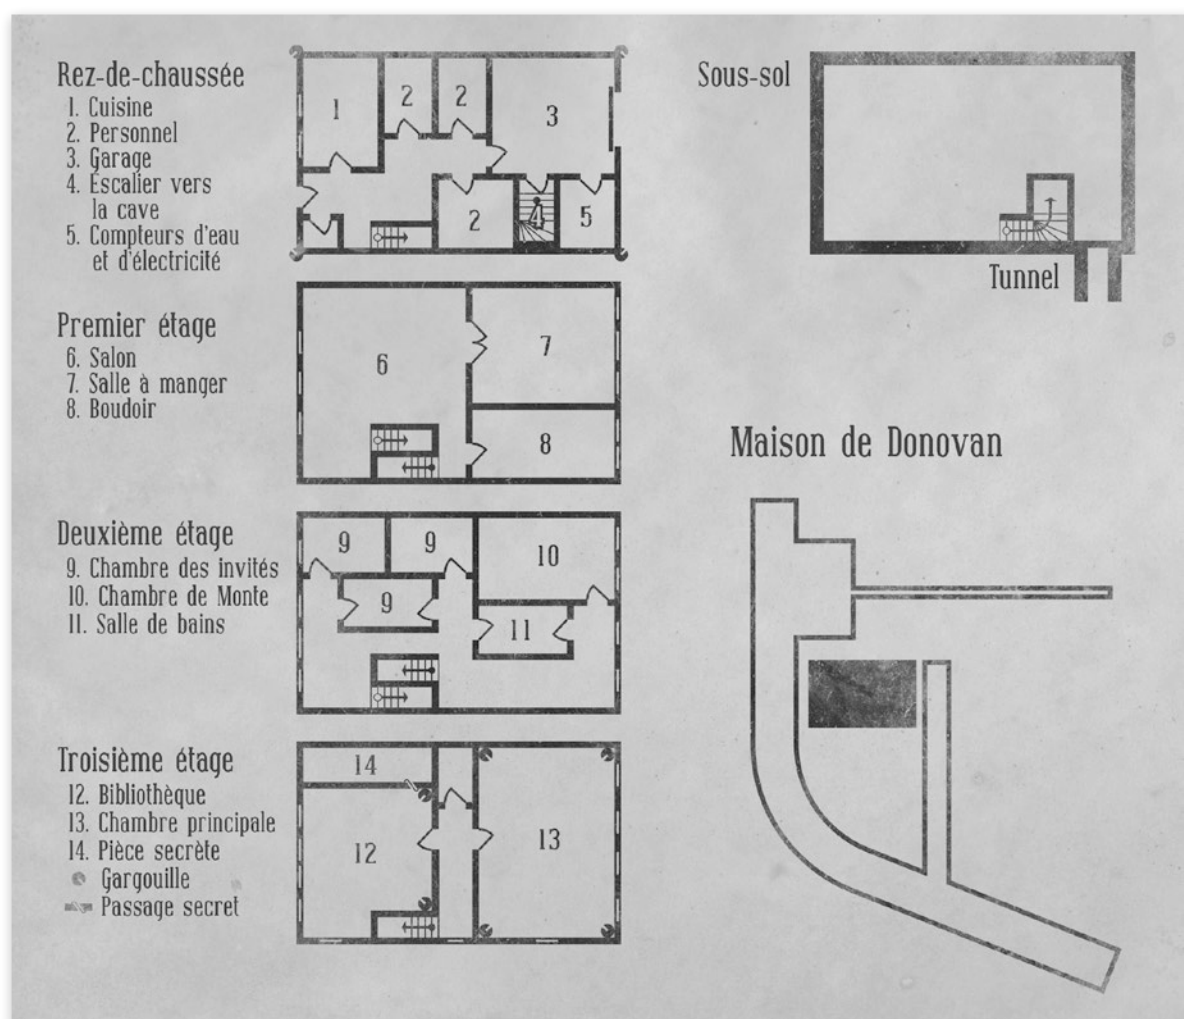 Rez-de-chaussée
1. Cuisine
2. Personnel
3. Garage
4. Escalier vers
la cave
5. Compteurs d'eau
et d'électricité
1
2
2
3
2
4
5
Premier étage
6. Salon
7. Salle à manger
8. Boudoir
6
7
8
Deuxième étage
9. Chambre des invités
10. Chambre de Monte
11. Salle de bains
9
9
10
9
11
Troisième étage
12. Bibliothèque
13. Chambre principale
14. Pièce secrète
Gargouille
Passage secret
14
12
13
Sous-sol
Tunnel
Maison de Donovan